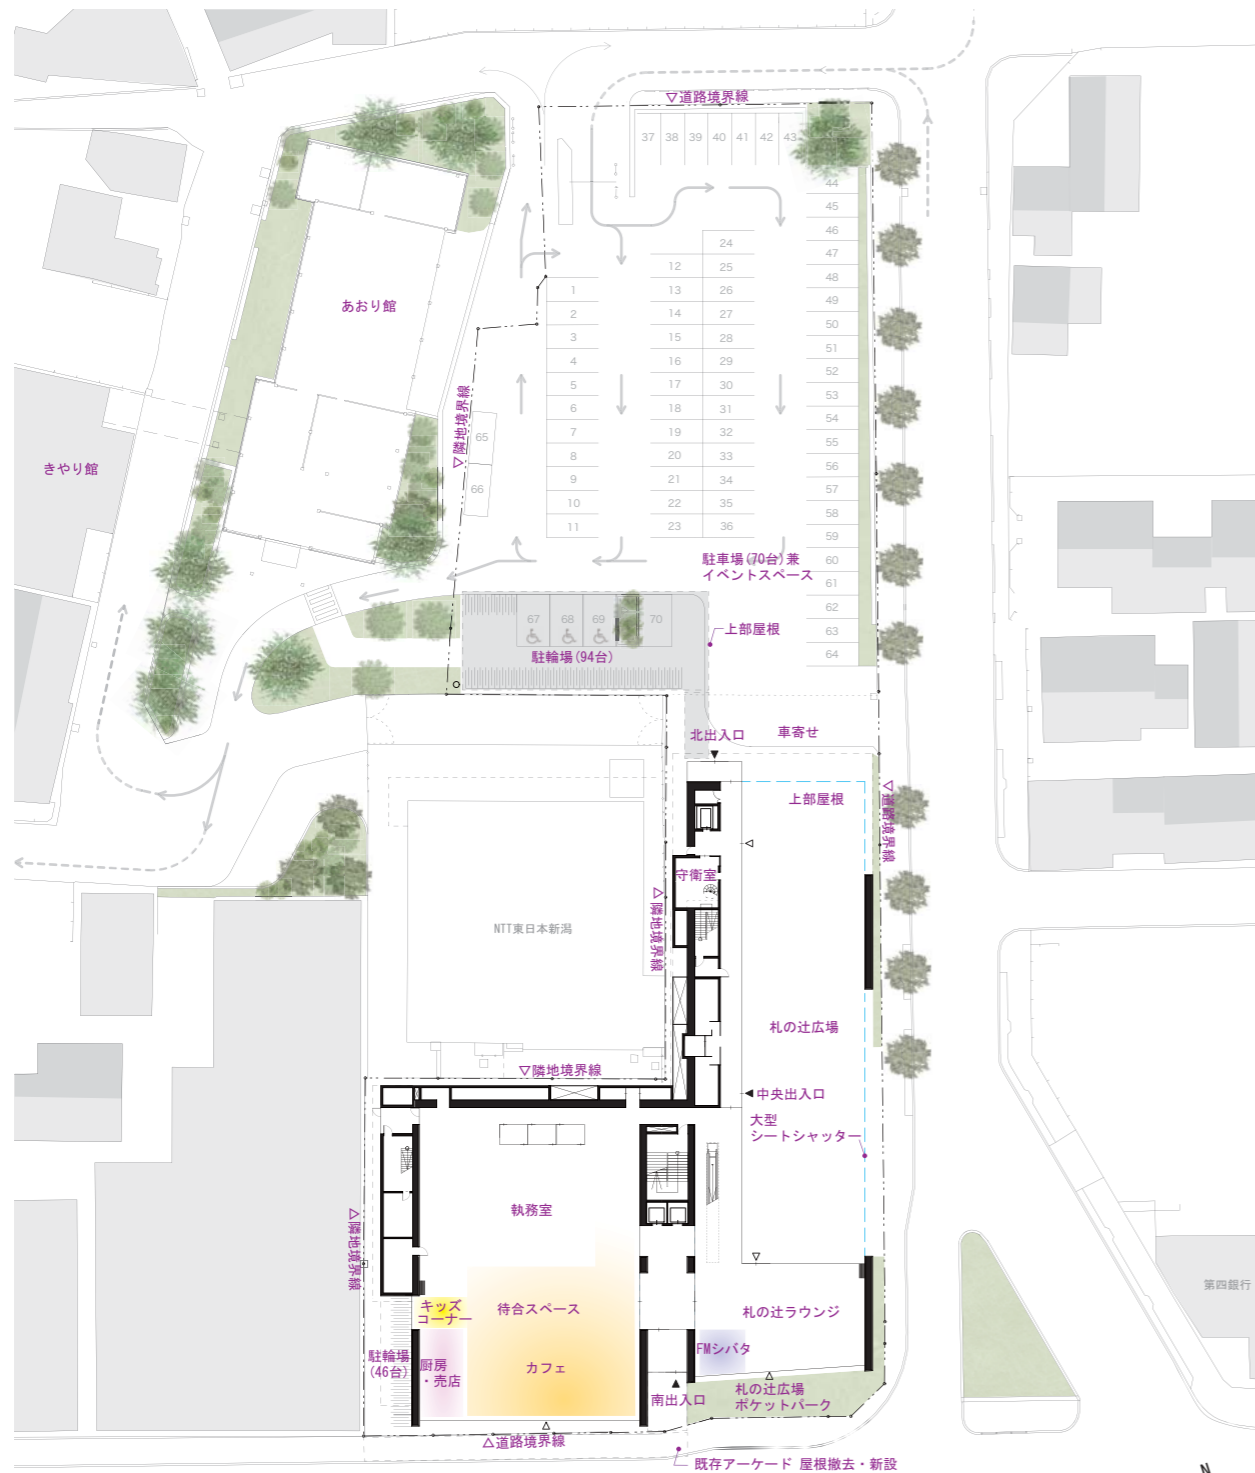 ▽道路境界線
37 38 39 40 41 42 43
44
45
46
47
48
49
50
51
52
53
54
55
56
57
58
59
60
61
62
63
64
24
12 25
13 26
14 27
15 28
16 29
17 30
18 31
19 32
20 33
21 34
22 35
23 36
1
2
3
4
5
6
7
8
9
10
11
65
66
あおり館
きやり館
▽隣地境界線
駐車場(70台)兼
イベントスペース
67 68 69 70
駐輪場(94台)
上部屋根
北出入口
車寄せ
上部屋根
▽道路境界線
守衛室
△隣地境界線
NTT東日本新潟
札の辻広場
▽隣地境界線
中央出入口
大型
シートシャッター
執務室
△隣地境界線
第四銀行
キッズ
コーナー
待合スペース
札の辻ラウンジ
駐輪場
(46台)
厨房
・売店
カフェ
FMシバタ
南出入口
札の辻広場
ポケットパーク
△道路境界線
既存アーケード 屋根撤去・新設
N